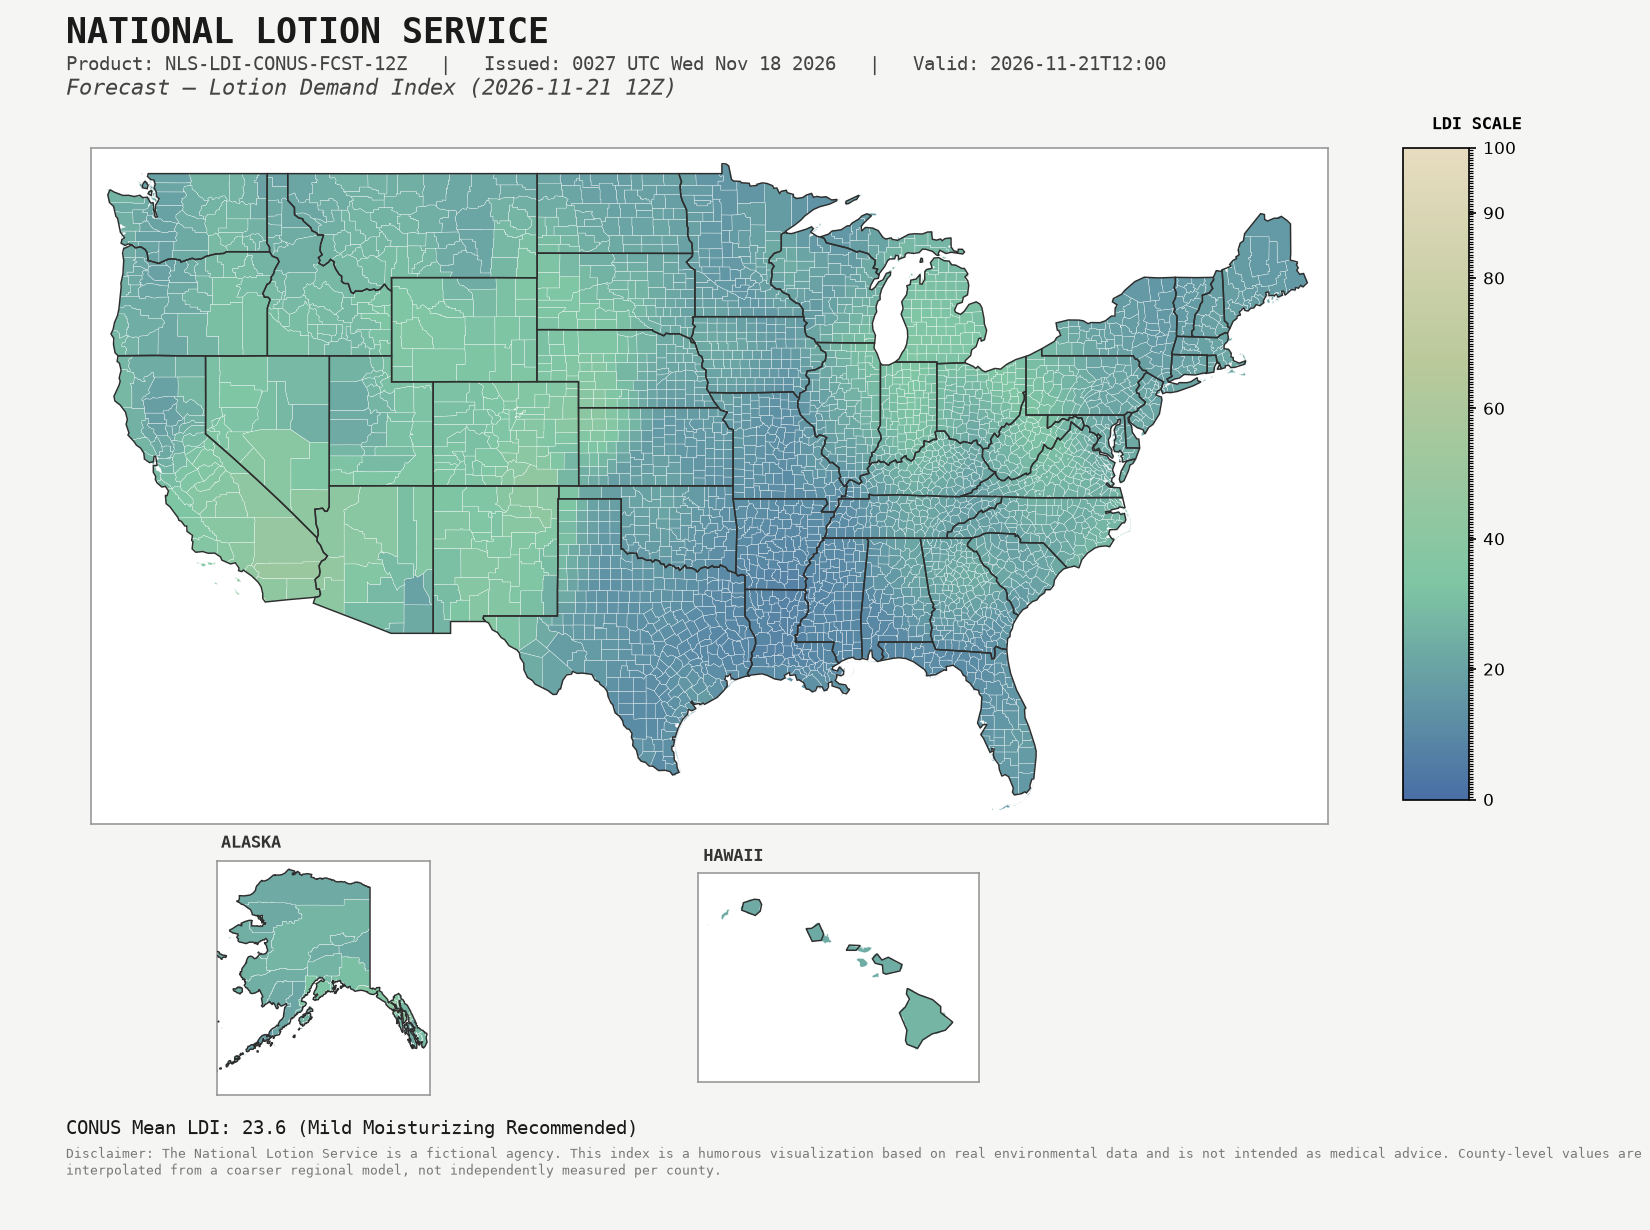 NATIONAL LOTION SERVICE
Product: NLS-LDI-CONUS-FCST-12Z | Issued: 0027 UTC Wed Nov 18 2026 | Valid: 2026-11-21T12:00
Forecast — Lotion Demand Index (2026-11-21 12Z)
LDI SCALE
100
90
80
60
40
20
0
ALASKA
HAWAII
CONUS Mean LDI: 23.6 (Mild Moisturizing Recommended)
Disclaimer: The National Lotion Service is a fictional agency. This index is a humorous visualization based on real environmental data and is not intended as medical advice. County-level values are
interpolated from a coarser regional model, not independently measured per county.